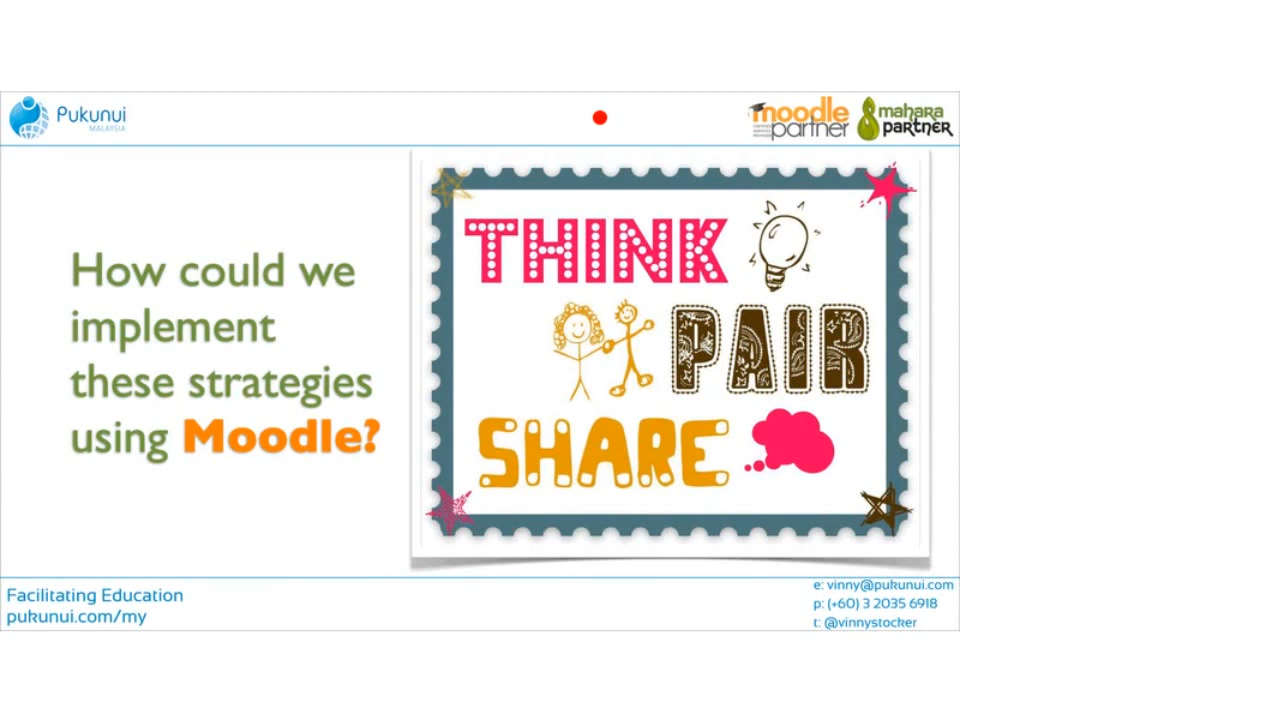 Pukunui
MALAYSIA
moodle
partner
mahara
partner
How could we
implement
these strategies
using Moodle?
THINK
PAIR
SHARE
Facilitating Education
pukunui.com/my
e: vinny@pukunui.com
p: (+60) 3 2035 6918
t: @vinnystocker